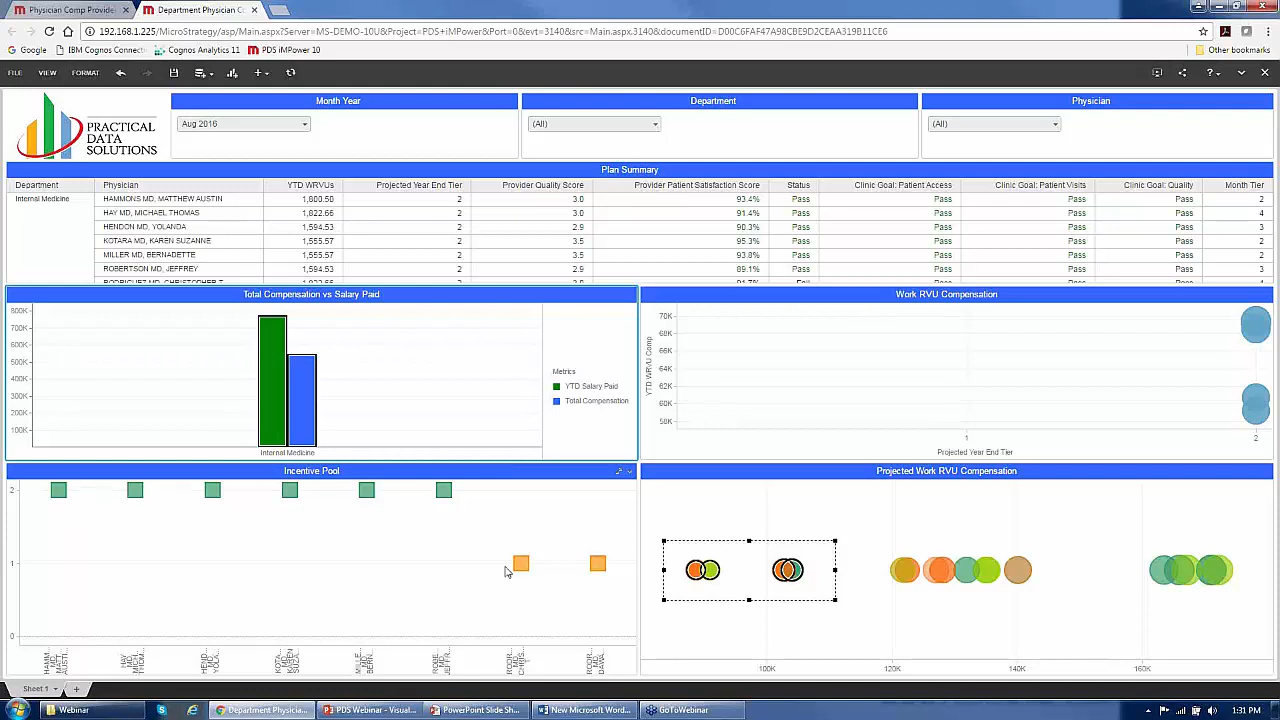 Physician Comp Provide
Department Physician C
192.168.1.225/MicroStrategy/asp/Main.aspx?Server=MS-DEMO-10U&Project=PDS+iMPower&Port=0&evt=3140&src=Main.aspx.3140&documentID=D00C6FAF47A98CBE9D2CEAA319B11CE6
Google
IBM Cognos Connecti
Cognos Analytics 11
PDS iMPower 10
Other bookmarks
FILE VIEW FORMAT
PRACTICAL
DATA
SOLUTIONS
Month Year
Aug 2016
Department
(All)
Physician
(All)
Plan Summary
Department Physician YTD WRVUs Projected Year End Tier Provider Quality Score Provider Patient Satisfaction Score Status Clinic Goal: Patient Access Clinic Goal: Patient Visits Clinic Goal: Quality Month Tier
Internal Medicine HAMMONS MD, MATTHEW AUSTIN 1,800.50 2 3.0 93.4% Pass Pass Pass Pass 2
HAY MD, MICHAEL THOMAS 1,822.66 2 3.0 91.4% Pass Pass Pass Pass 4
HENDON MD, YOLANDA 1,594.53 2 2.9 90.3% Pass Pass Pass Pass 3
KOTARA MD, KAREN SUZANNE 1,555.57 2 3.5 95.3% Pass Pass Pass Pass 2
MILLER MD, BERNADETTE 1,555.57 2 3.5 93.8% Pass Pass Pass Pass 2
ROBERTSON MD, JEFFREY 1,594.53 2 2.9 89.1% Pass Pass Pass Pass 3
Total Compensation vs Salary Paid
800K
700K
600K
500K
400K
300K
200K
100K
Internal Medicine
Metrics
YTD Salary Paid
Total Compensation
Work RVU Compensation
YTD WRVU Comp
70K
68K
66K
64K
62K
60K
58K
1 2
Projected Year End Tier
Incentive Pool
2
1
0
Projected Work RVU Compensation
100K 120K 140K 160K
Sheet 1
Webinar
Department Physicia...
PDS Webinar - Visual...
PowerPoint Slide Sh...
New Microsoft Word...
GoToWebinar
1:31 PM